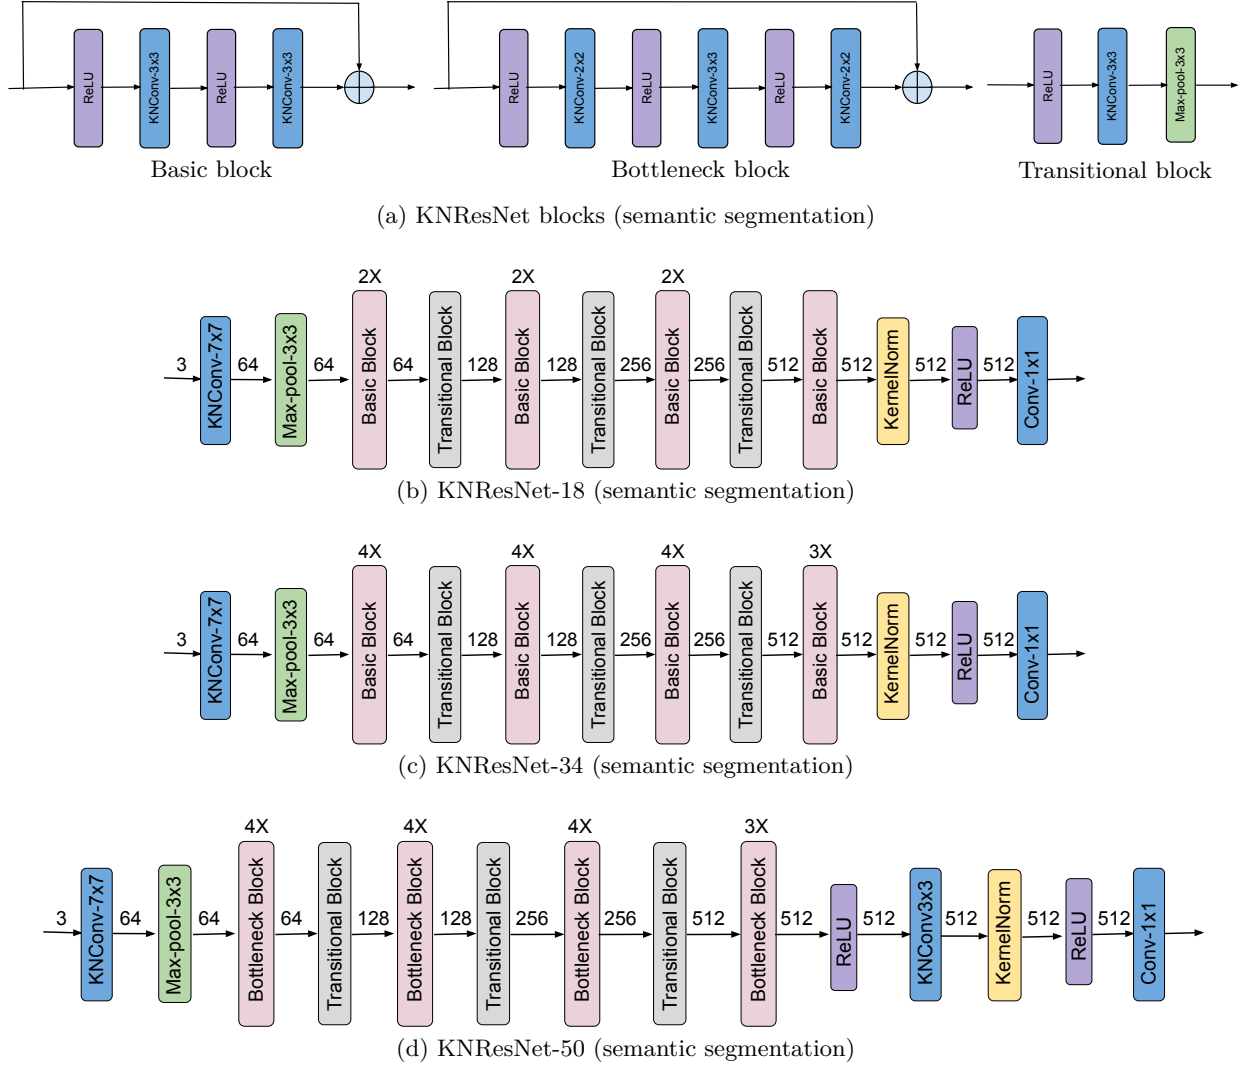 ReLU
KNConv-3x3
ReLU
KNConv-3x3
ReLU
KNConv-2x2
ReLU
KNConv-3x3
ReLU
KNConv-2x2
ReLU
KNConv-3x3
Max-pool-3x3
Basic block
Bottleneck block
Transitional block
(a) KNResNet blocks (semantic segmentation)
2X
2X
2X
3
KNConv-7x7
64
Max-pool-3x3
64
Basic Block
64
Transitional Block
128
Basic Block
128
Transitional Block
256
Basic Block
256
Transitional Block
512
Basic Block
512
KernelNorm
512
ReLU
512
Conv-1x1
(b) KNResNet-18 (semantic segmentation)
4X
4X
4X
3X
3
KNConv-7x7
64
Max-pool-3x3
64
Basic Block
64
Transitional Block
128
Basic Block
128
Transitional Block
256
Basic Block
256
Transitional Block
512
Basic Block
512
KernelNorm
512
ReLU
512
Conv-1x1
(c) KNResNet-34 (semantic segmentation)
4X
4X
4X
3X
3
KNConv-7x7
64
Max-pool-3x3
64
Bottleneck Block
64
Transitional Block
128
Bottleneck Block
128
Transitional Block
256
Bottleneck Block
256
Transitional Block
512
Bottleneck Block
512
ReLU
512
KNConv3x3
512
KernelNorm
512
ReLU
512
Conv-1x1
(d) KNResNet-50 (semantic segmentation)